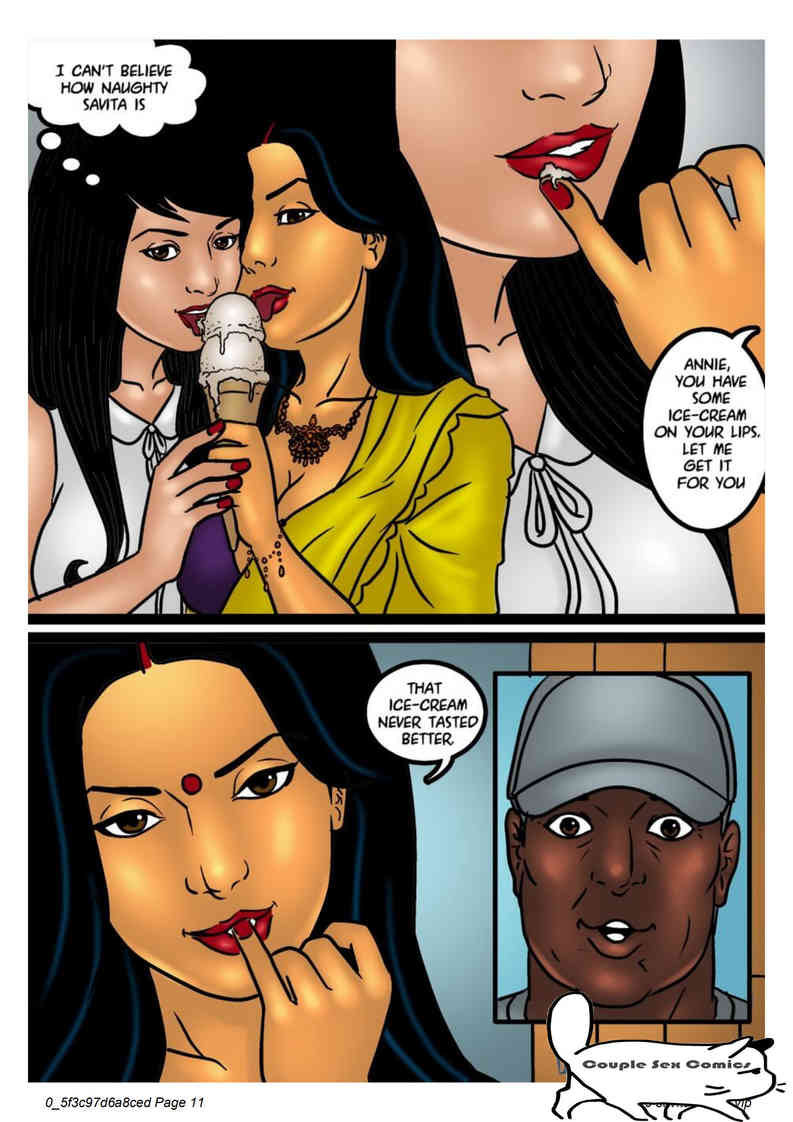 I CAN'T BELIEVE
HOW NAUGHTY
SAVITA IS
ANNIE,
YOU HAVE
SOME
ICE-CREAM
ON YOUR LIPS.
LET ME
GET IT
FOR YOU
THAT
ICE-CREAM
NEVER TASTED
BETTER.
Couple Sex Comics
0_5f3c97d6a8ced Page 11